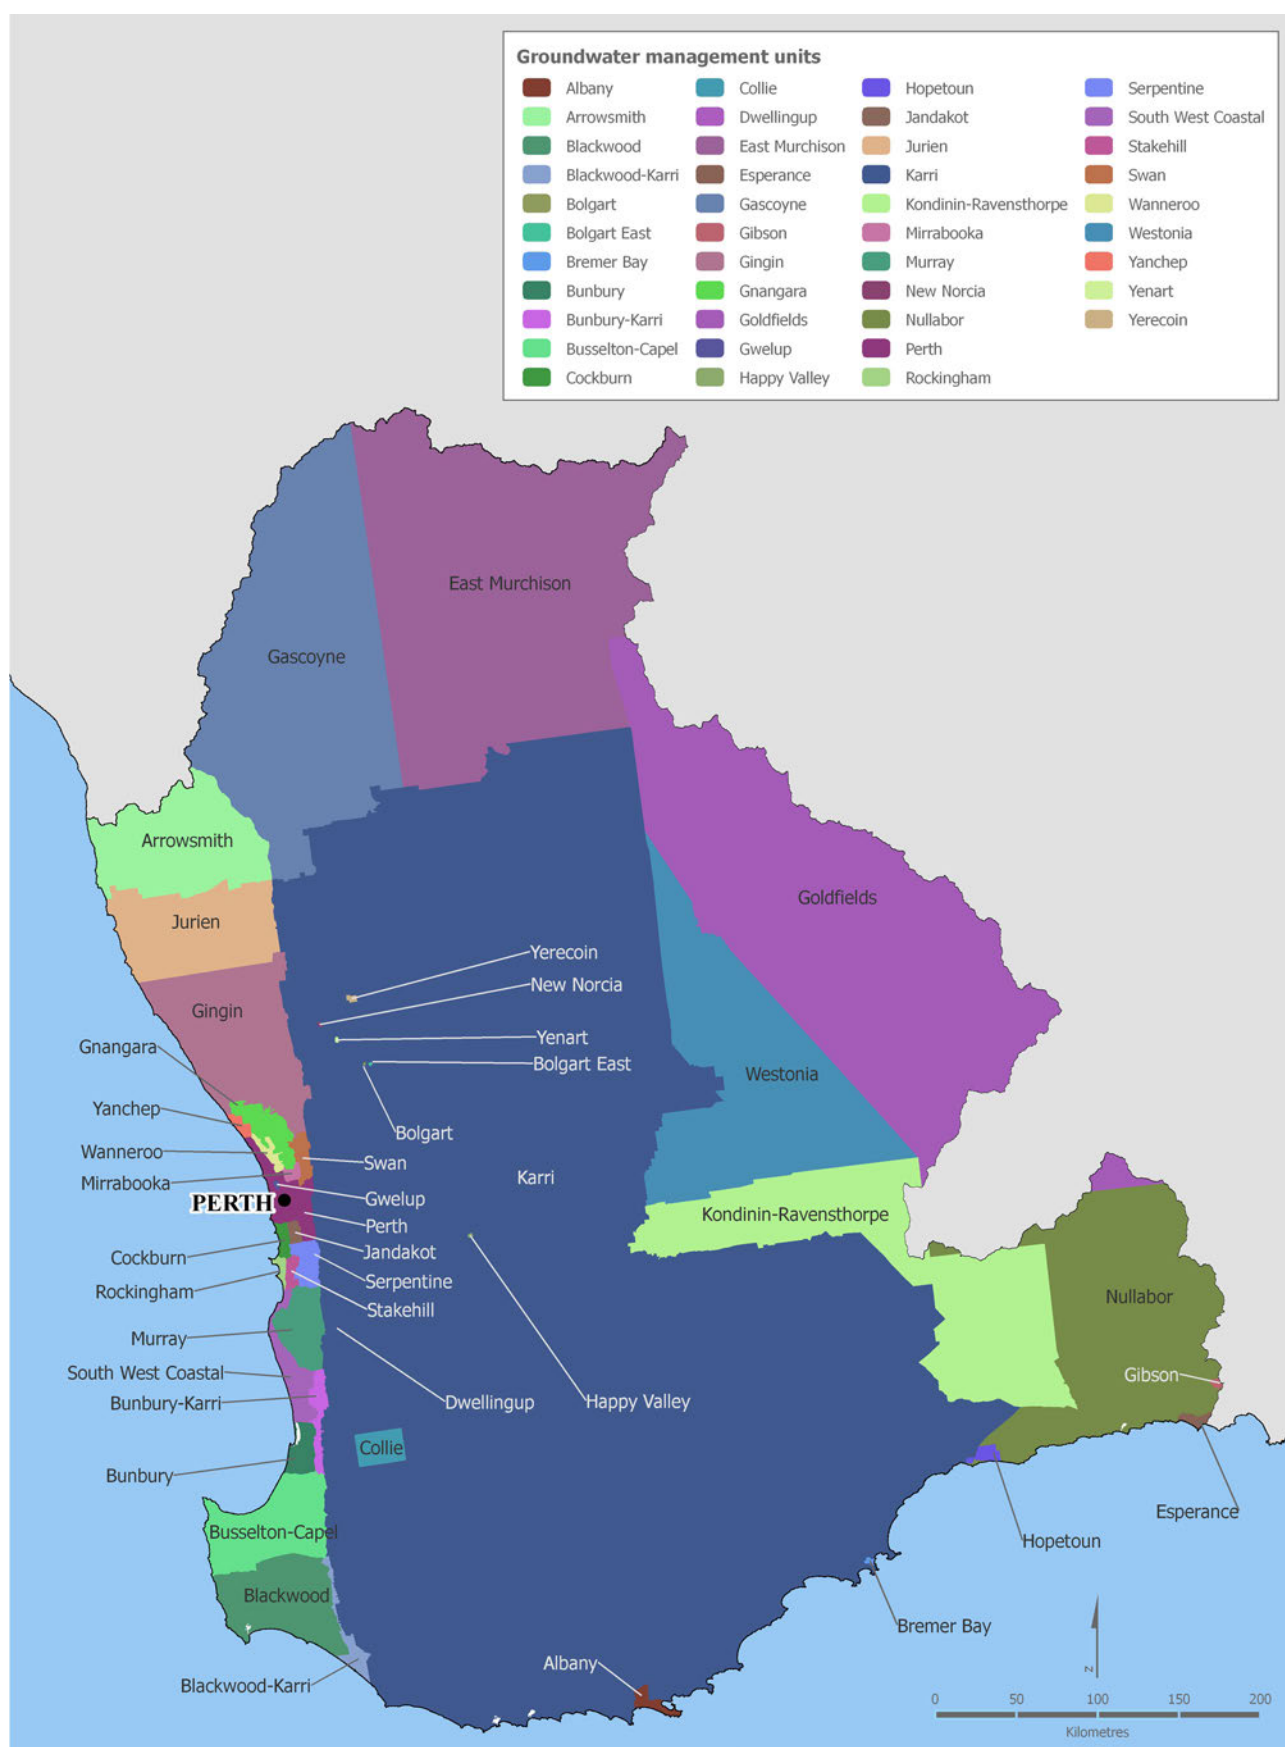 Groundwater management units
Albany
Arrowsmith
Blackwood
Blackwood-Karri
Bolgart
Bolgart East
Bremer Bay
Bunbury
Bunbury-Karri
Busselton-Capel
Cockburn
Collie
Dwellingup
East Murchison
Esperance
Gascoyne
Gibson
Gingin
Gnangara
Goldfields
Gwelup
Happy Valley
Hopetoun
Jandakot
Jurien
Karri
Kondinin-Ravensthorpe
Mirrabooka
Murray
New Norcia
Nullabor
Perth
Rockingham
Serpentine
South West Coastal
Stakehill
Swan
Wanneroo
Westonia
Yanchep
Yenart
Yerecoin
East Murchison
Gascoyne
Arrowsmith
Goldfields
Jurien
Yerecoin
New Norcia
Gingin
Yenart
Gnangara
Bolgart East
Westonia
Yanchep
Bolgart
Wanneroo
Swan
Karri
Mirrabooka
Gwelup
PERTH
Kondinin-Ravensthorpe
Perth
Jandakot
Cockburn
Serpentine
Rockingham
Nullabor
Stakehill
Murray
South West Coastal
Gibson
Bunbury-Karri
Dwellingup
Happy Valley
Collie
Bunbury
Esperance
Busselton-Capel
Hopetoun
Blackwood
Bremer Bay
Albany
Blackwood-Karri
Z
0 50 100 150 200
Kilometres